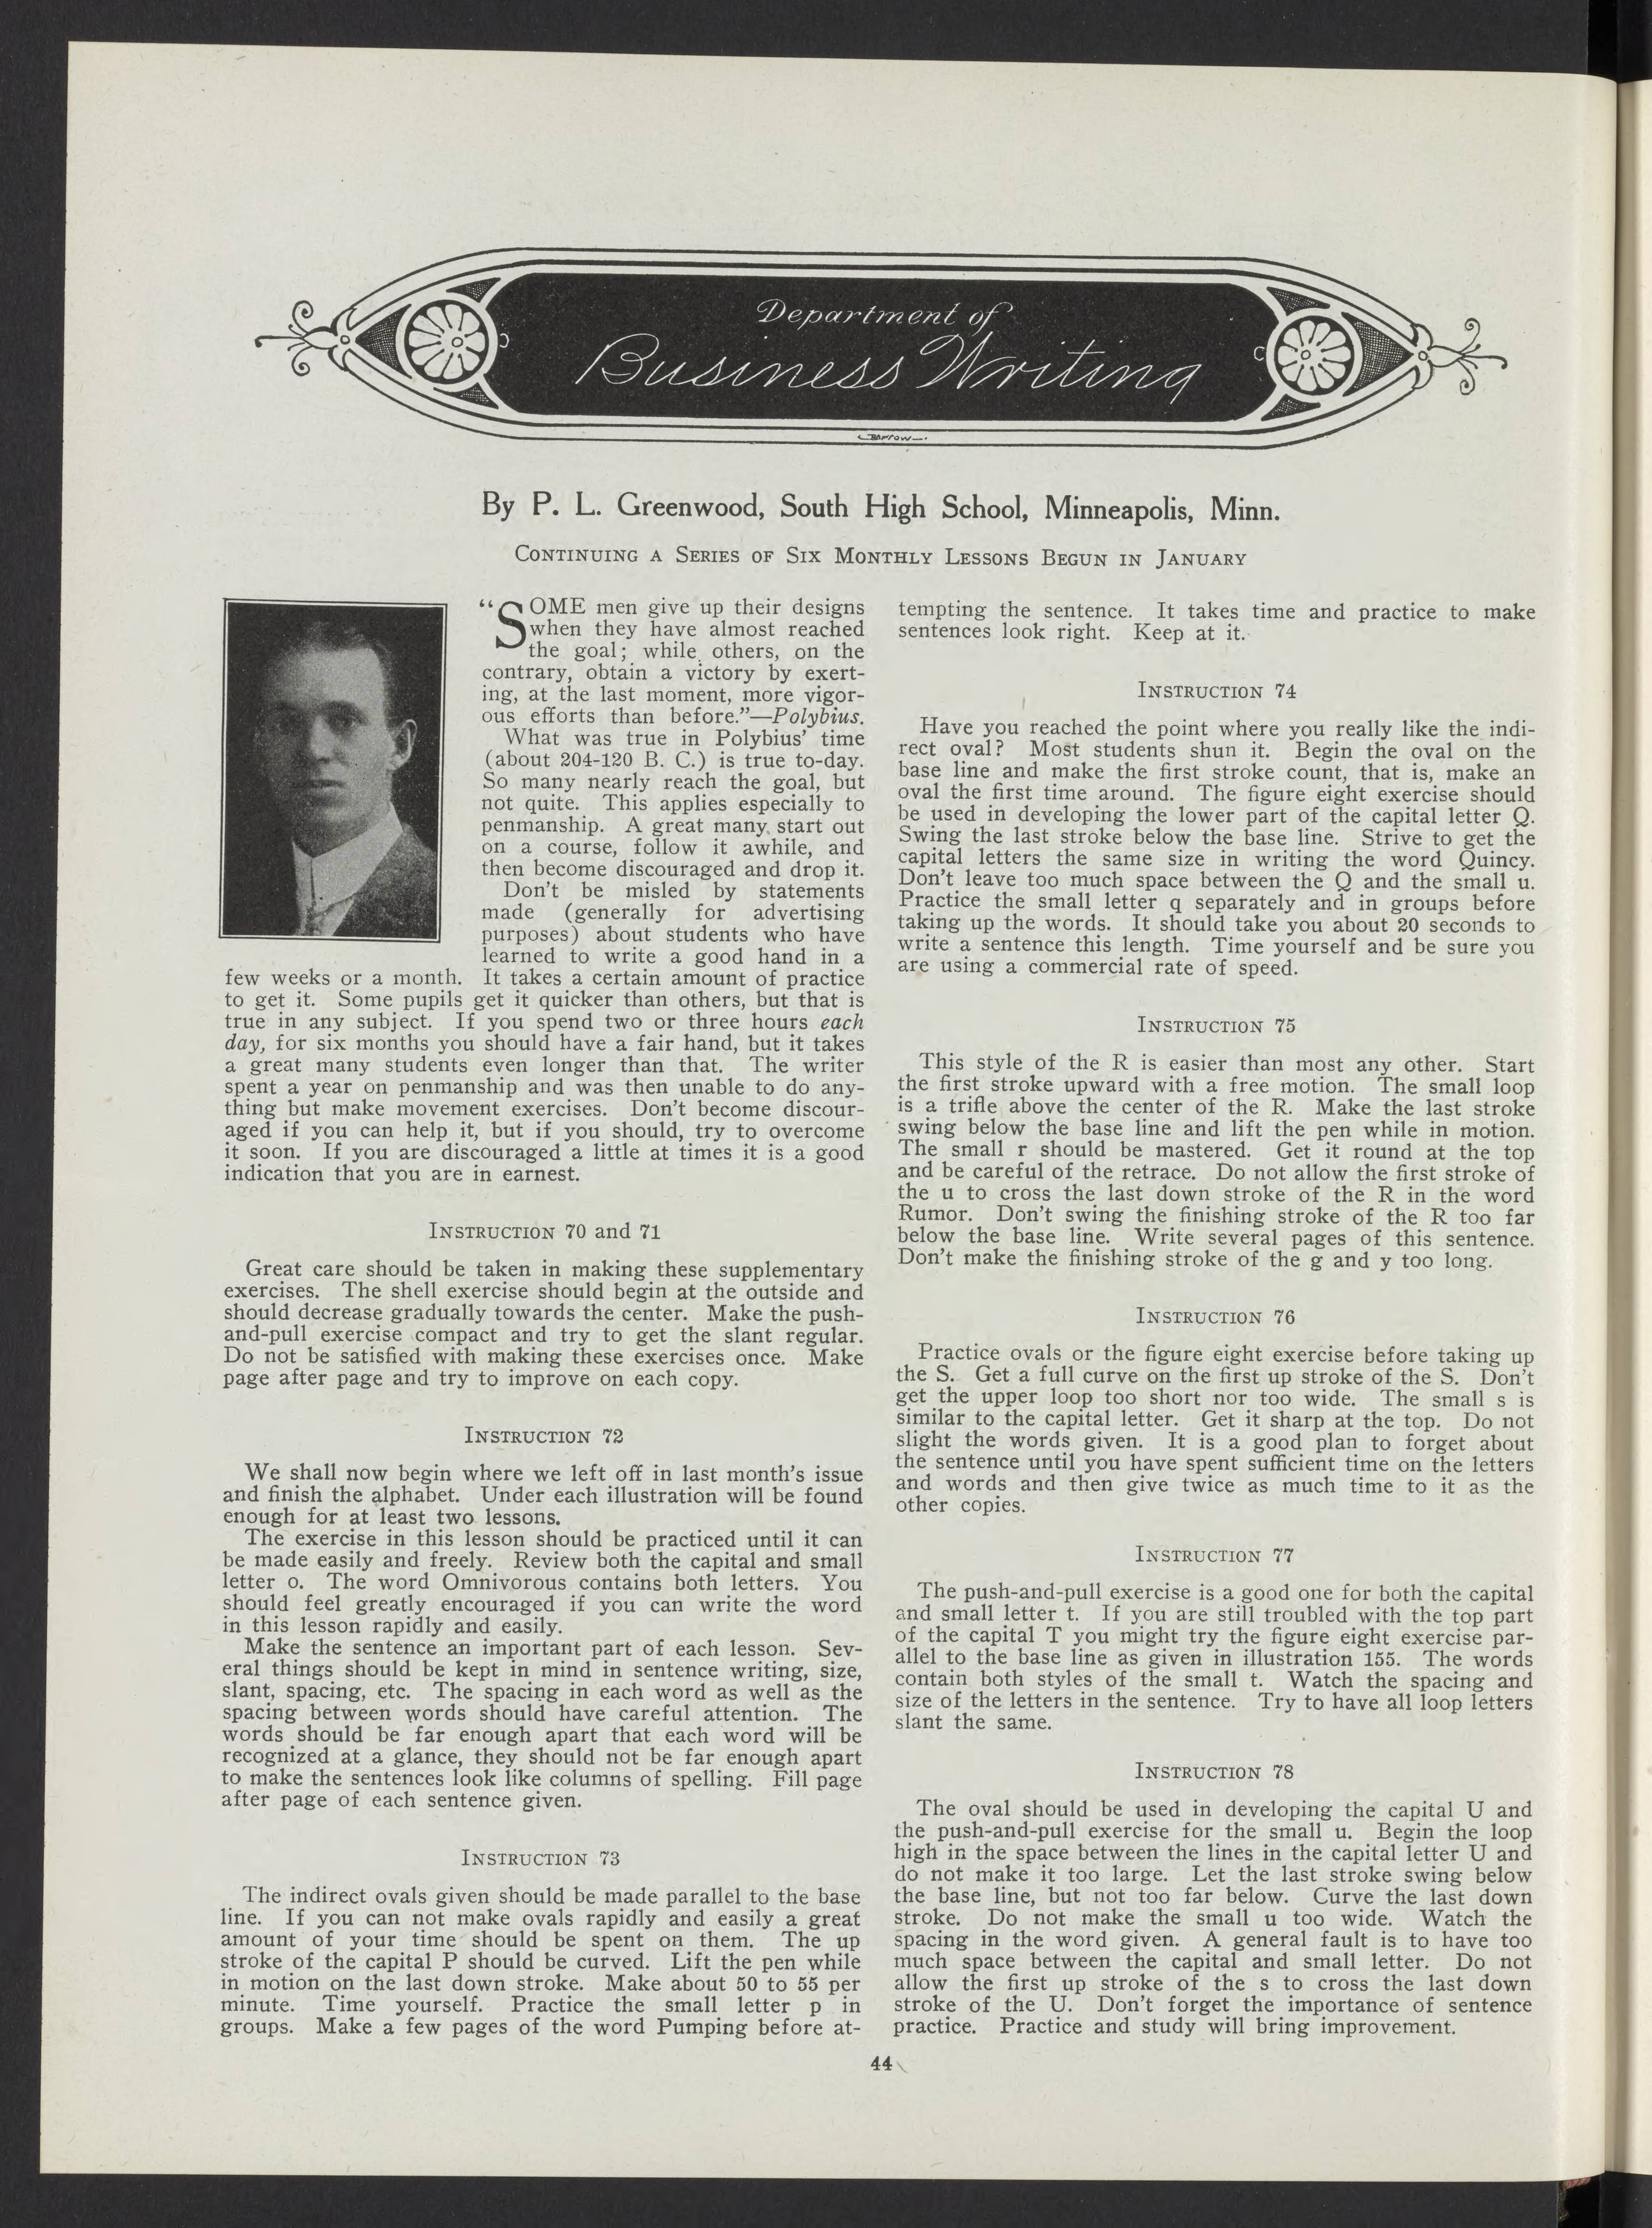 Department of
Business Writing
By P. L. Greenwood, South High School, Minneapolis, Minn.
Continuing a Series of Six Monthly Lessons Begun in January
“SOME men give up their designs
when they have almost reached
the goal; while others, on the
contrary, obtain a victory by exert-
ing, at the last moment, more vigor-
ous efforts than before.”—Polybius.
What was true in Polybius’ time
(about 204-120 B. C.) is true to-day.
So many nearly reach the goal, but
not quite. This applies especially to
penmanship. A great many start out
on a course, follow it awhile, and
then become discouraged and drop it.
Don’t be misled by statements
made (generally for advertising
purposes) about students who have
learned to write a good hand in a
few weeks or a month. It takes a certain amount of practice
to get it. Some pupils get it quicker than others, but that is
true in any subject. If you spend two or three hours each
day, for six months you should have a fair hand, but it takes
a great many students even longer than that. The writer
spent a year on penmanship and was then unable to do any-
thing but make movement exercises. Don’t become discour-
aged if you can help it, but if you should, try to overcome
it soon. If you are discouraged a little at times it is a good
indication that you are in earnest.
Instruction 70 and 71
Great care should be taken in making these supplementary
exercises. The shell exercise should begin at the outside and
should decrease gradually towards the center. Make the push-
and-pull exercise compact and try to get the slant regular.
Do not be satisfied with making these exercises once. Make
page after page and try to improve on each copy.
Instruction 72
We shall now begin where we left off in last month’s issue
and finish the alphabet. Under each illustration will be found
enough for at least two lessons.
The exercise in this lesson should be practiced until it can
be made easily and freely. Review both the capital and small
letter o. The word Omnivorous contains both letters. You
should feel greatly encouraged if you can write the word
in this lesson rapidly and easily.
Make the sentence an important part of each lesson. Sev-
eral things should be kept in mind in sentence writing, size,
slant, spacing, etc. The spacing in each word as well as the
spacing between words should have careful attention. The
words should be far enough apart that each word will be
recognized at a glance, they should not be far enough apart
to make the sentences look like columns of spelling. Fill page
after page of each sentence given.
Instruction 73
The indirect ovals given should be made parallel to the base
line. If you can not make ovals rapidly and easily a great
amount of your time should be spent on them. The up
stroke of the capital P should be curved. Lift the pen while
in motion on the last down stroke. Make about 50 to 55 per
minute. Time yourself. Practice the small letter p in
groups. Make a few pages of the word Pumping before at-
tempting the sentence. It takes time and practice to make
sentences look right. Keep at it.
Instruction 74
Have you reached the point where you really like the indi-
rect oval? Most students shun it. Begin the oval on the
base line and make the first stroke count, that is, make an
oval the first time around. The figure eight exercise should
be used in developing the lower part of the capital letter Q.
Swing the last stroke below the base line. Strive to get the
capital letters the same size in writing the word Quincy.
Don’t leave too much space between the Q and the small u.
Practice the small letter q separately and in groups before
taking up the words. It should take you about 20 seconds to
write a sentence this length. Time yourself and be sure you
are using a commercial rate of speed.
Instruction 75
This style of the R is easier than most any other. Start
the first stroke upward with a free motion. The small loop
is a trifle above the center of the R. Make the last stroke
swing below the base line and lift the pen while in motion.
The small r should be mastered. Get it round at the top
and be careful of the retrace. Do not allow the first stroke of
the u to cross the last down stroke of the R in the word
Rumor. Don’t swing the finishing stroke of the R too far
below the base line. Write several pages of this sentence.
Don’t make the finishing stroke of the g and y too long.
Instruction 76
Practice ovals or the figure eight exercise before taking up
the S. Get a full curve on the first up stroke of the S. Don’t
get the upper loop too short nor too wide. The small s is
similar to the capital letter. Get it sharp at the top. Do not
slight the words given. It is a good plan to forget about
the sentence until you have spent sufficient time on the letters
and words and then give twice as much time to it as the
other copies.
Instruction 77
The push-and-pull exercise is a good one for both the capital
and small letter t. If you are still troubled with the top part
of the capital T you might try the figure eight exercise par-
allel to the base line as given in illustration 155. The words
contain both styles of the small t. Watch the spacing and
size of the letters in the sentence. Try to have all loop letters
slant the same.
Instruction 78
The oval should be used in developing the capital U and
the push-and-pull exercise for the small u. Begin the loop
high in the space between the lines in the capital letter U and
do not make it too large. Let the last stroke swing below
the base line, but not too far below. Curve the last down
stroke. Do not make the small u too wide. Watch the
spacing in the word given. A general fault is to have too
much space between the capital and small letter. Do not
allow the first up stroke of the s to cross the last down
stroke of the U. Don’t forget the importance of sentence
practice. Practice and study will bring improvement.
44